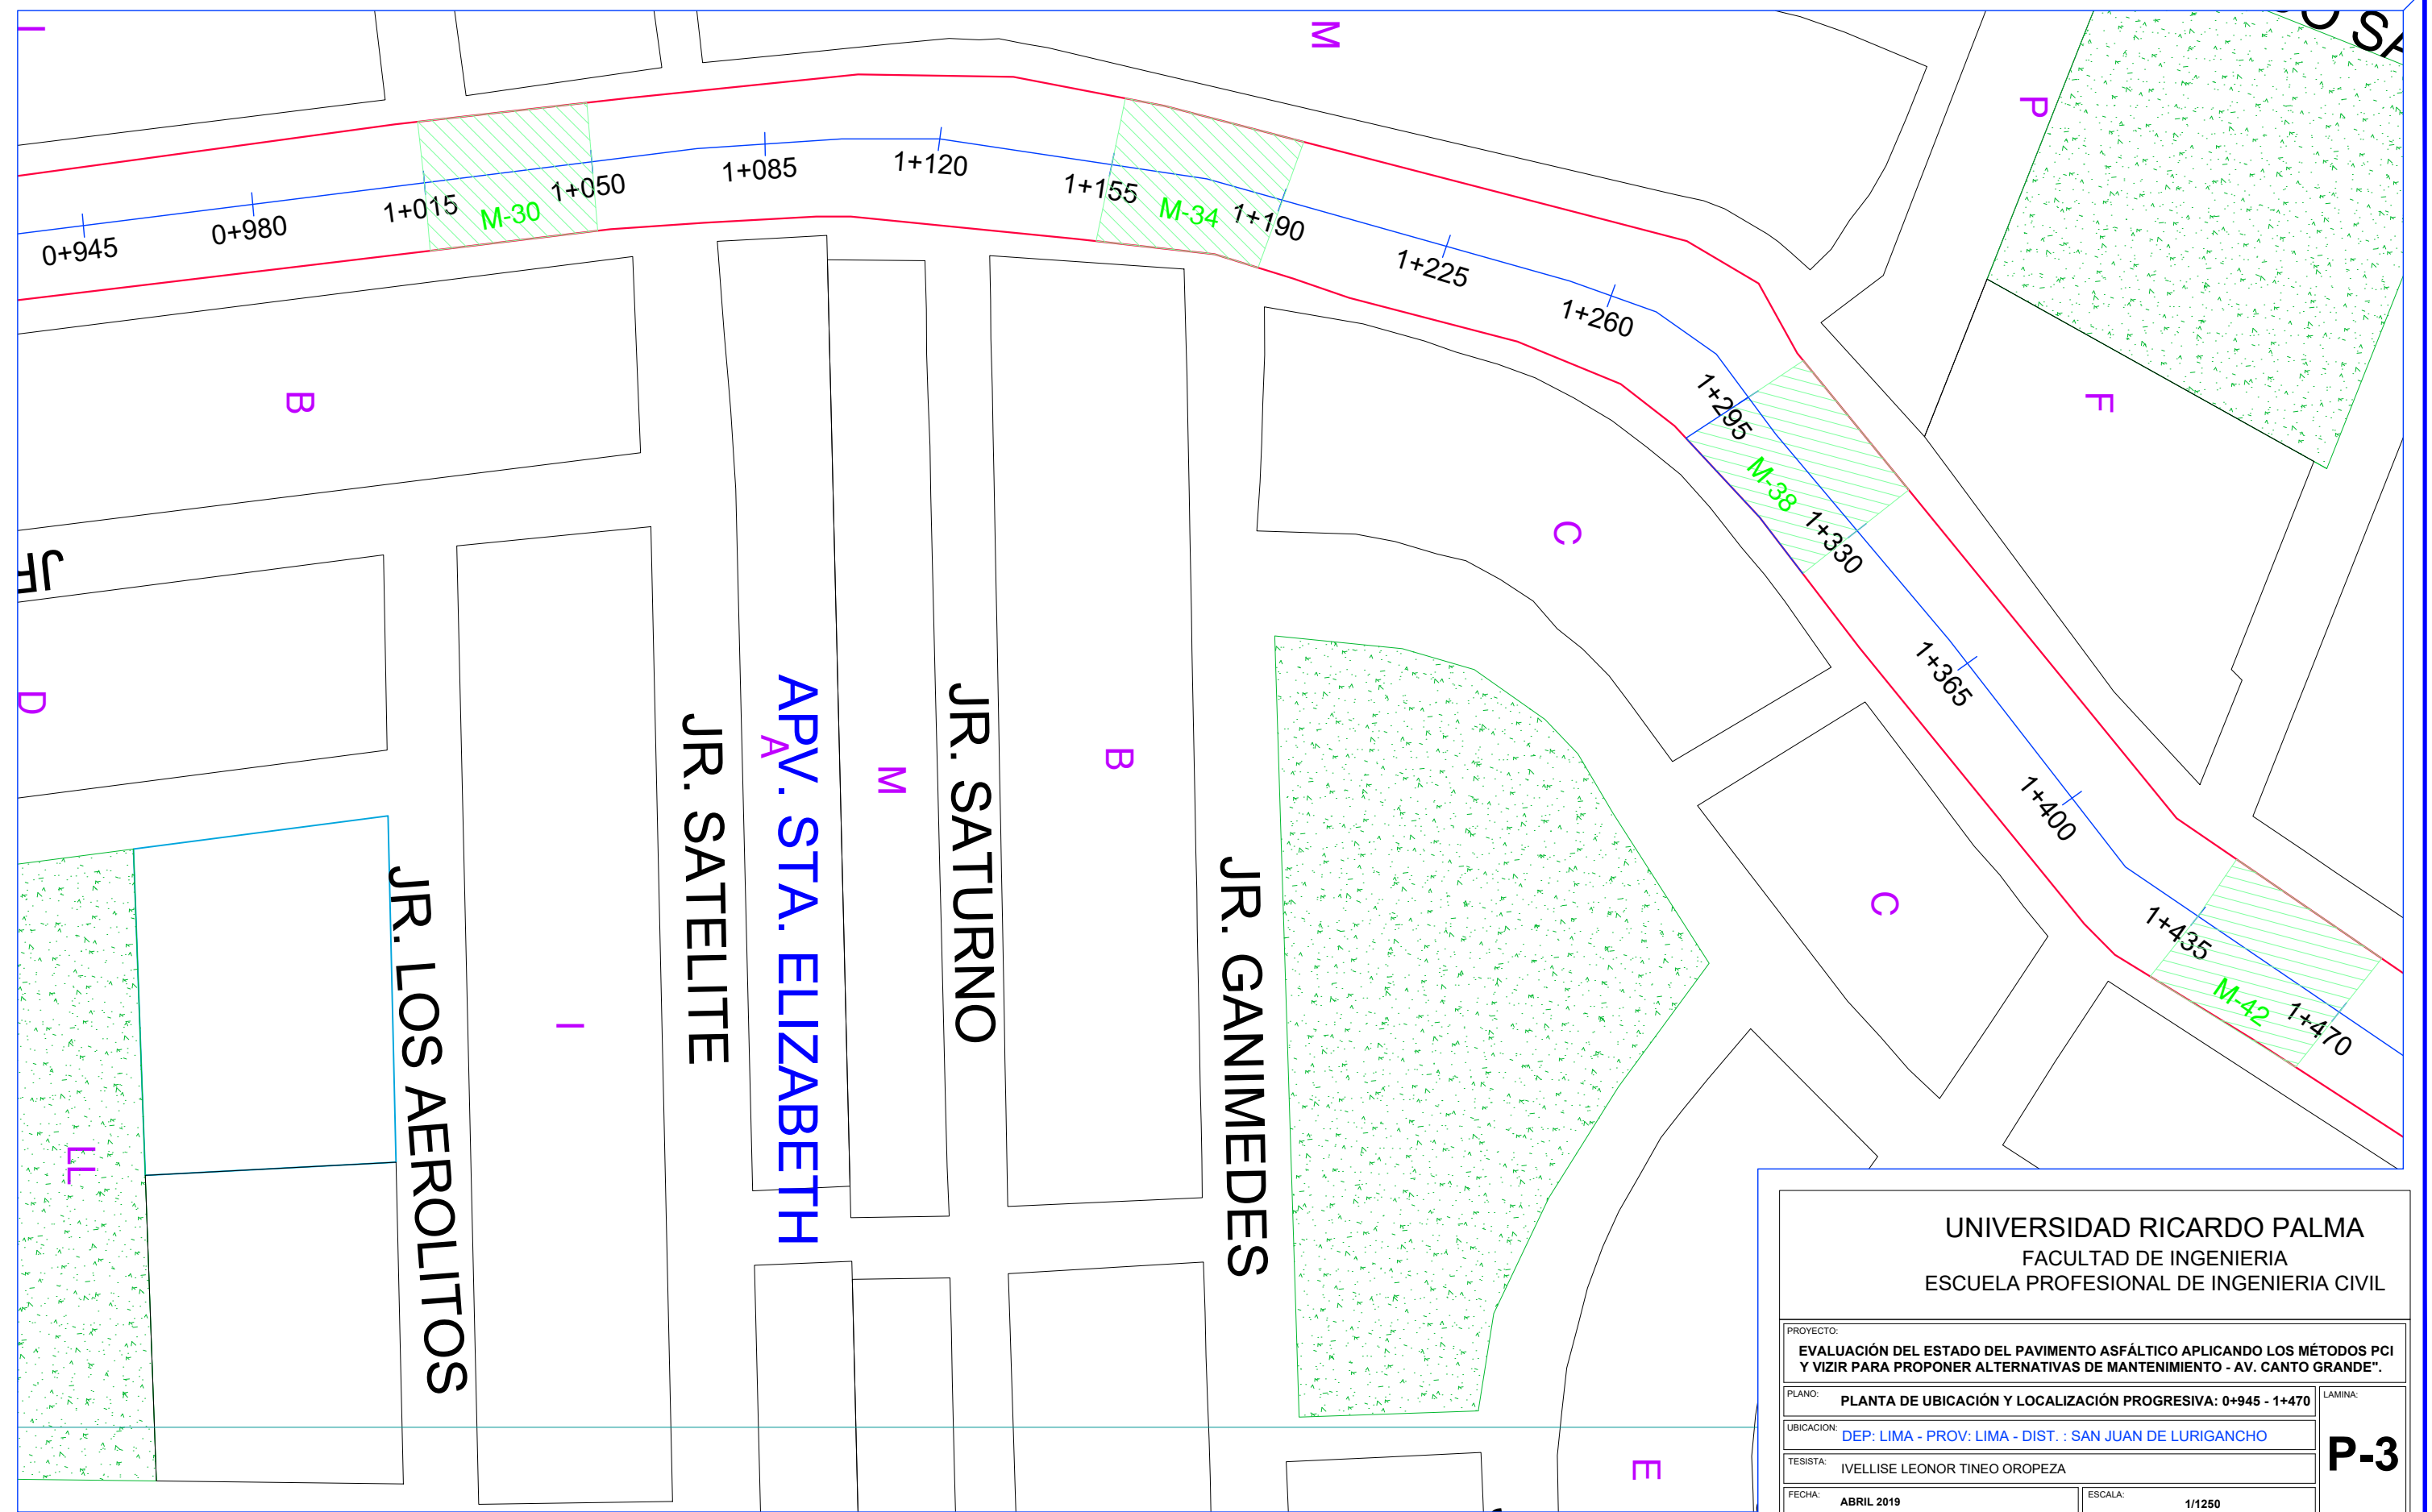 I
M
P
0+945
0+980
1+015
M-30
1+050
1+085
1+120
1+155
M-34
1+190
1+225
1+260
1+295
M-38
1+330
1+365
1+400
1+435
M-42
1+470
B
F
C
D
JR. LOS AEROLITOS
I
JR. SATELITE
A
APV. STA. ELIZABETH
M
JR. SATURNO
B
JR. GANIMEDES
C
LL
E
UNIVERSIDAD RICARDO PALMA
FACULTAD DE INGENIERIA
ESCUELA PROFESIONAL DE INGENIERIA CIVIL
PROYECTO:
EVALUACIÓN DEL ESTADO DEL PAVIMENTO ASFÁLTICO APLICANDO LOS MÉTODOS PCI
Y VIZIR PARA PROPONER ALTERNATIVAS DE MANTENIMIENTO - AV. CANTO GRANDE".
PLANO: PLANTA DE UBICACIÓN Y LOCALIZACIÓN PROGRESIVA: 0+945 - 1+470
LAMINA:
P-3
UBICACION: DEP: LIMA - PROV: LIMA - DIST. : SAN JUAN DE LURIGANCHO
TESISTA: IVELLISE LEONOR TINEO OROPEZA
FECHA: ABRIL 2019
ESCALA: 1/1250